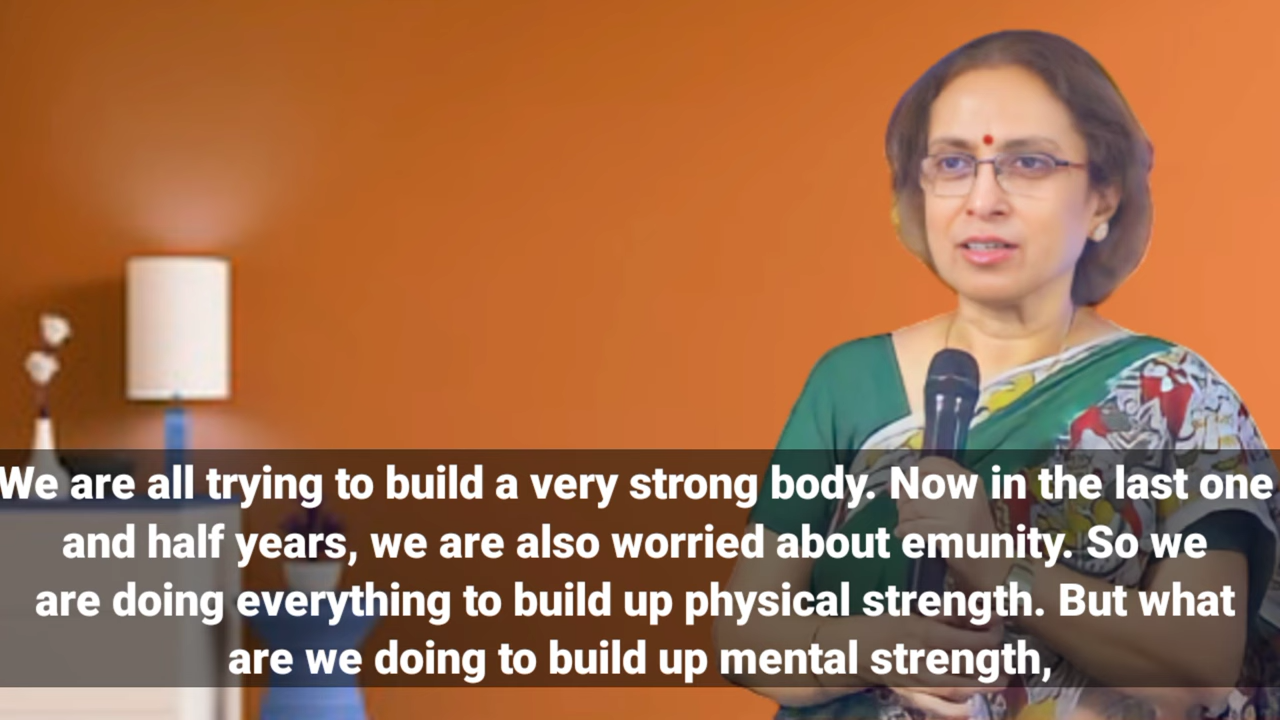 We are all trying to build a very strong body. Now in the last one
and half years, we are also worried about emunity. So we
are doing everything to build up physical strength. But what
are we doing to build up mental strength,